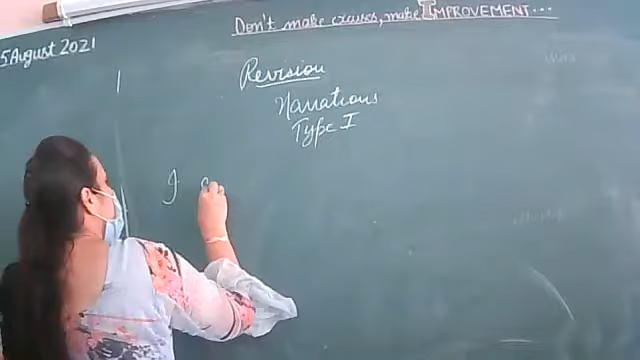 Don't make excuses, make IMPROVEMENT...
5 August 2021
Revision
Narrations
Type I
I